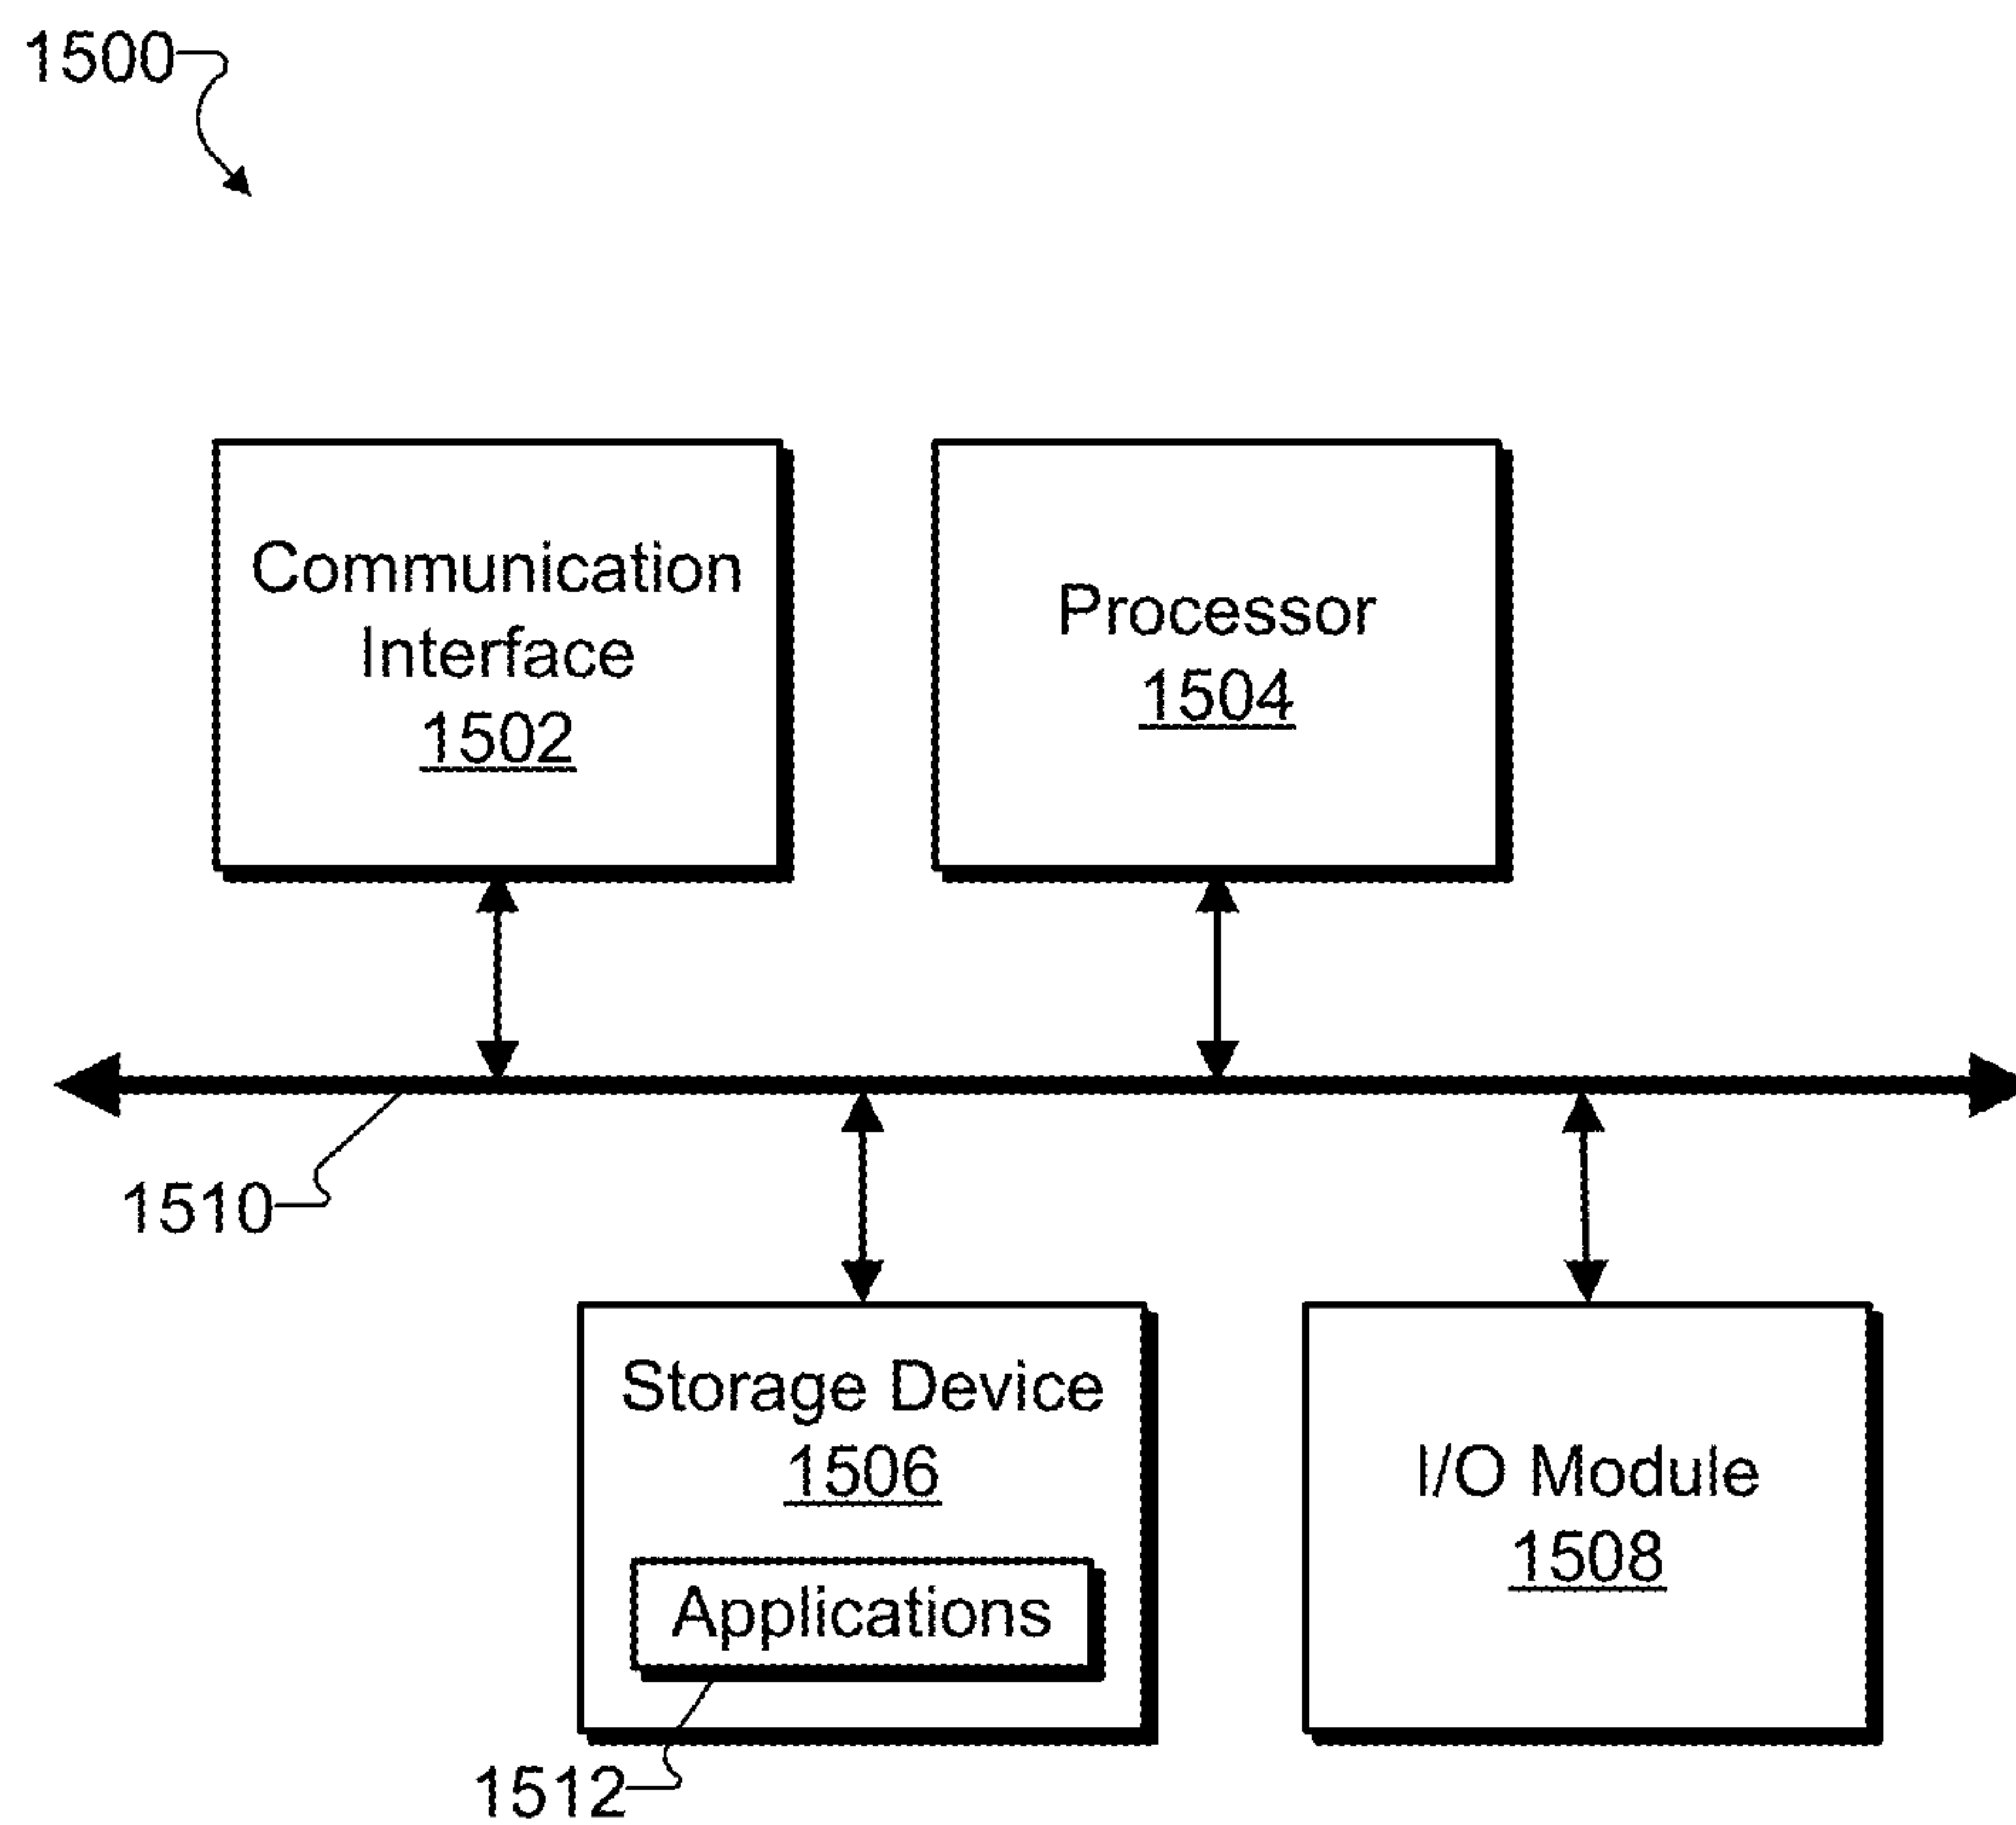 1500
Communication
Interface
1502
Processor
1504
1510
Storage Device
1506
Applications
1512
I/O Module
1508